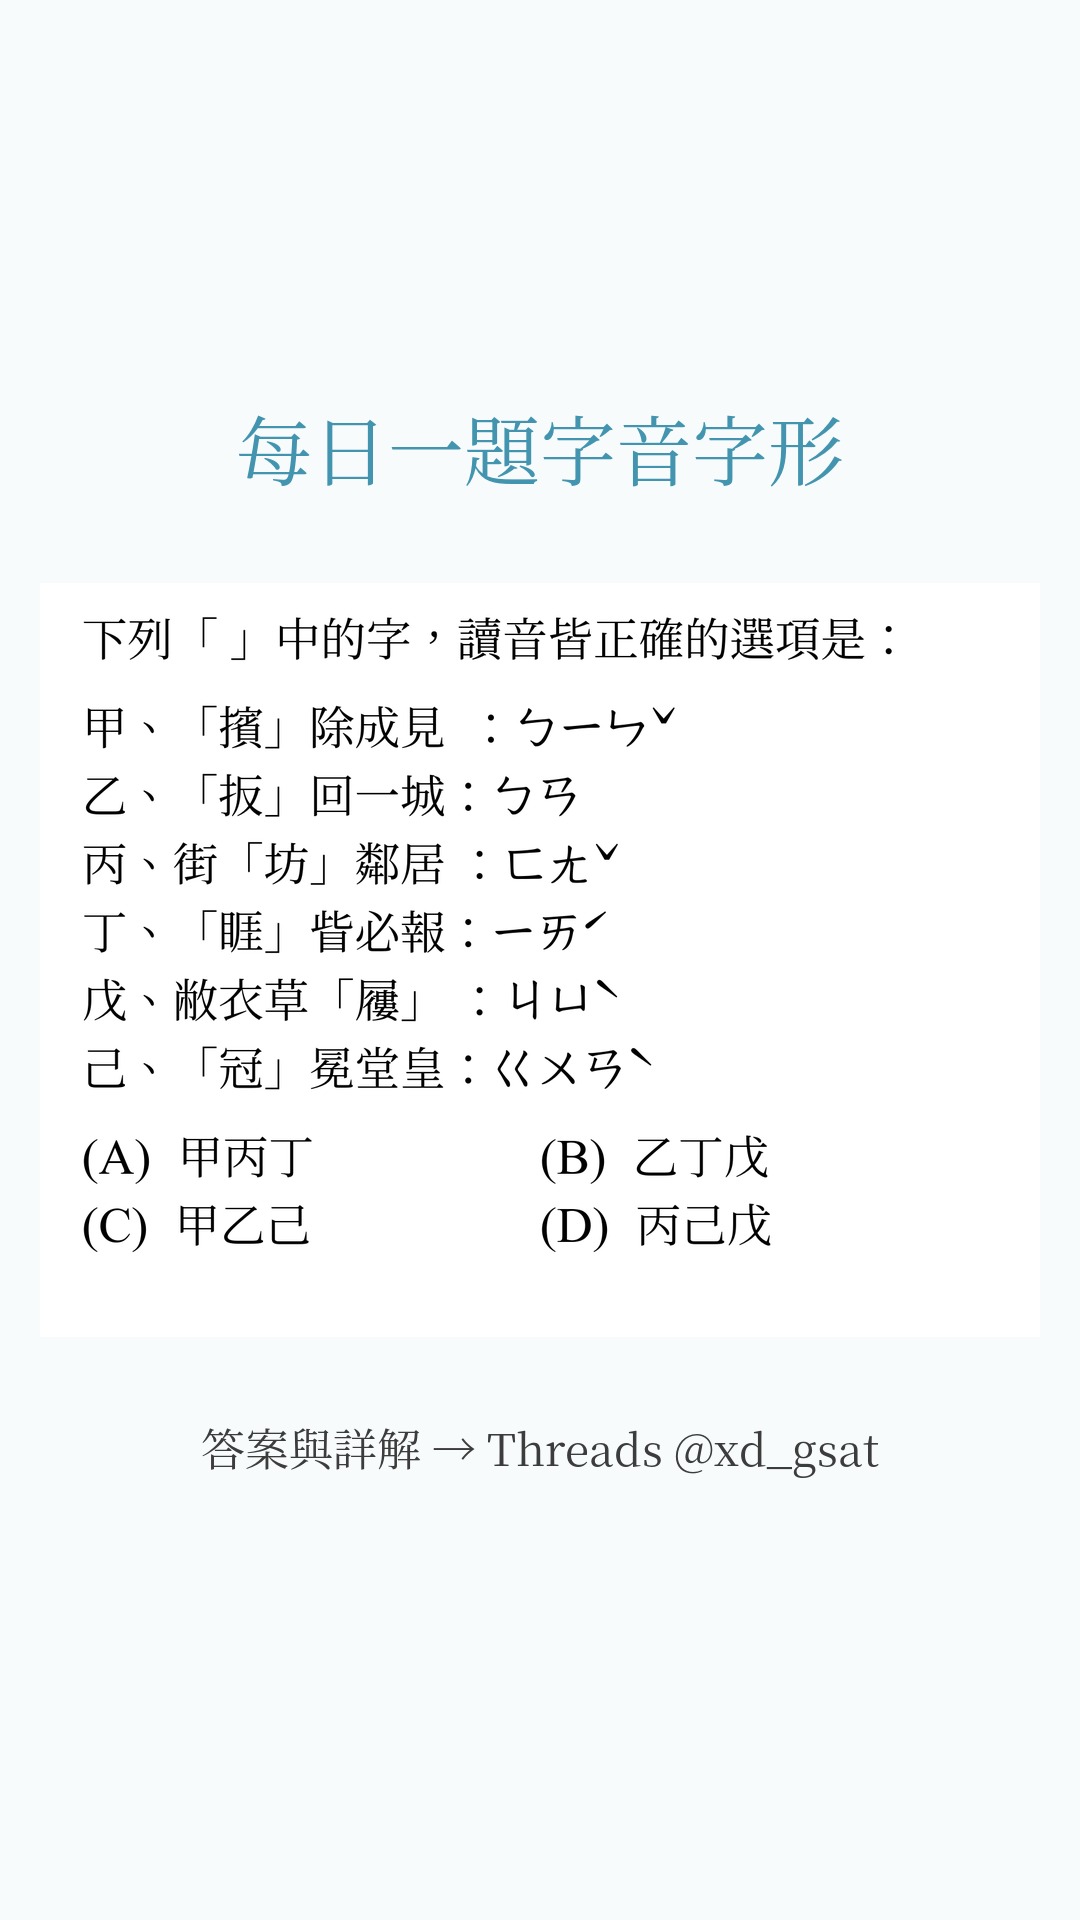 每日一題字音字形
下列「 」中的字，讀音皆正確的選項是：
甲、「擯」除成見 ：ㄅㄧㄣˇ
乙、「扳」回一城：ㄅㄢ
丙、街「坊」鄰居 ：ㄈㄤˇ
丁、「睚」眥必報：ㄧㄞˊ
戊、敝衣草「屨」 ：ㄐㄩˋ
己、「冠」冕堂皇：ㄍㄨㄢˋ
(A) 甲丙丁 (B) 乙丁戊
(C) 甲乙己 (D) 丙己戊
答案與詳解 → Threads @xd_gsat